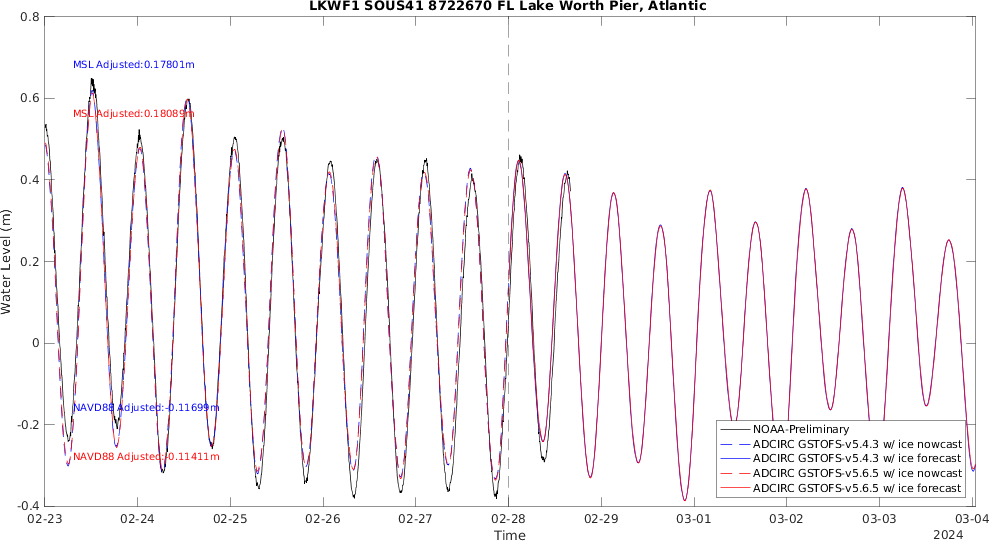 LKWF1 SOUS41 8722670 FL Lake Worth Pier, Atlantic
0.8
0.6
0.4
0.2
0
-0.2
-0.4
Water Level (m)
MSL Adjusted:0.17801m
MSL Adjusted:0.18089m
NAVD88 Adjusted:-0.11699m
NAVD88 Adjusted:-0.11411m
NOAA-Preliminary
ADCIRC GSTOFS-v5.4.3 w/ ice nowcast
ADCIRC GSTOFS-v5.4.3 w/ ice forecast
ADCIRC GSTOFS-v5.6.5 w/ ice nowcast
ADCIRC GSTOFS-v5.6.5 w/ ice forecast
02-23 02-24 02-25 02-26 02-27 02-28 02-29 03-01 03-02 03-03 03-04
Time
2024